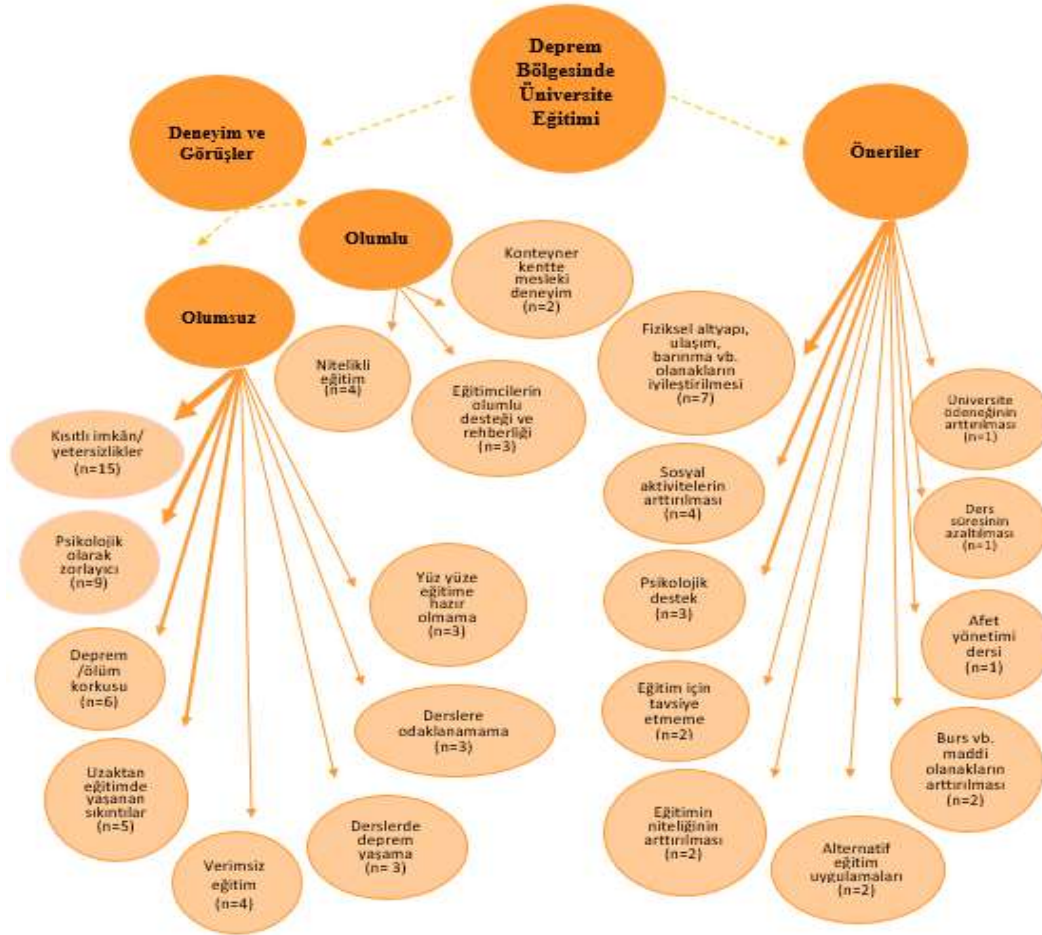 Deprem
Bölgesinde
Üniversite
Eğitimi
Deneyim ve
Görüşler
Öneriler
Olumlu
Olumsuz
Konteyner
kentte
mesleki
deneyim
(n=2)
Nitelikli
eğitim
(n=4)
Eğitimcilerin
olumlu
desteği ve
rehberliği
(n=3)
Kısıtlı imkân/
yetersizlikler
(n=15)
Psikolojik
olarak
zorlayıcı
(n=9)
Deprem
/ölüm
korkusu
(n=6)
Uzaktan
eğitimde
yaşanan
sıkıntılar
(n=5)
Verimsiz
eğitim
(n=4)
Derslerde
deprem
yaşama
(n= 3)
Derslere
odaklanamama
(n=3)
Yüz yüze
eğitime
hazır
olmama
(n=3)
Fiziksel altyapı,
ulaşım,
barınma vb.
olanakların
iyileştirilmesi
(n=7)
Sosyal
aktivitelerin
arttırılması
(n=4)
Psikolojik
destek
(n=3)
Eğitim için
tavsiye
etmeme
(n=2)
Eğitimin
niteliğinin
arttırılması
(n=2)
Alternatif
eğitim
uygulamaları
(n=2)
Burs vb.
maddi
olanakların
arttırılması
(n=2)
Afet
yönetimi
dersi
(n=1)
Ders
süresinin
azaltılması
(n=1)
Üniversite
ödeneğinin
arttırılması
(n=1)